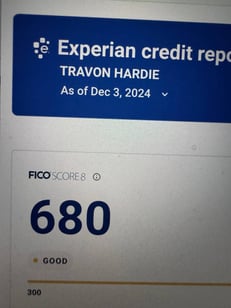 Experian credit repo
TRAVON HARDIE
As of Dec 3, 2024
FICO SCORE 8
680
GOOD
300